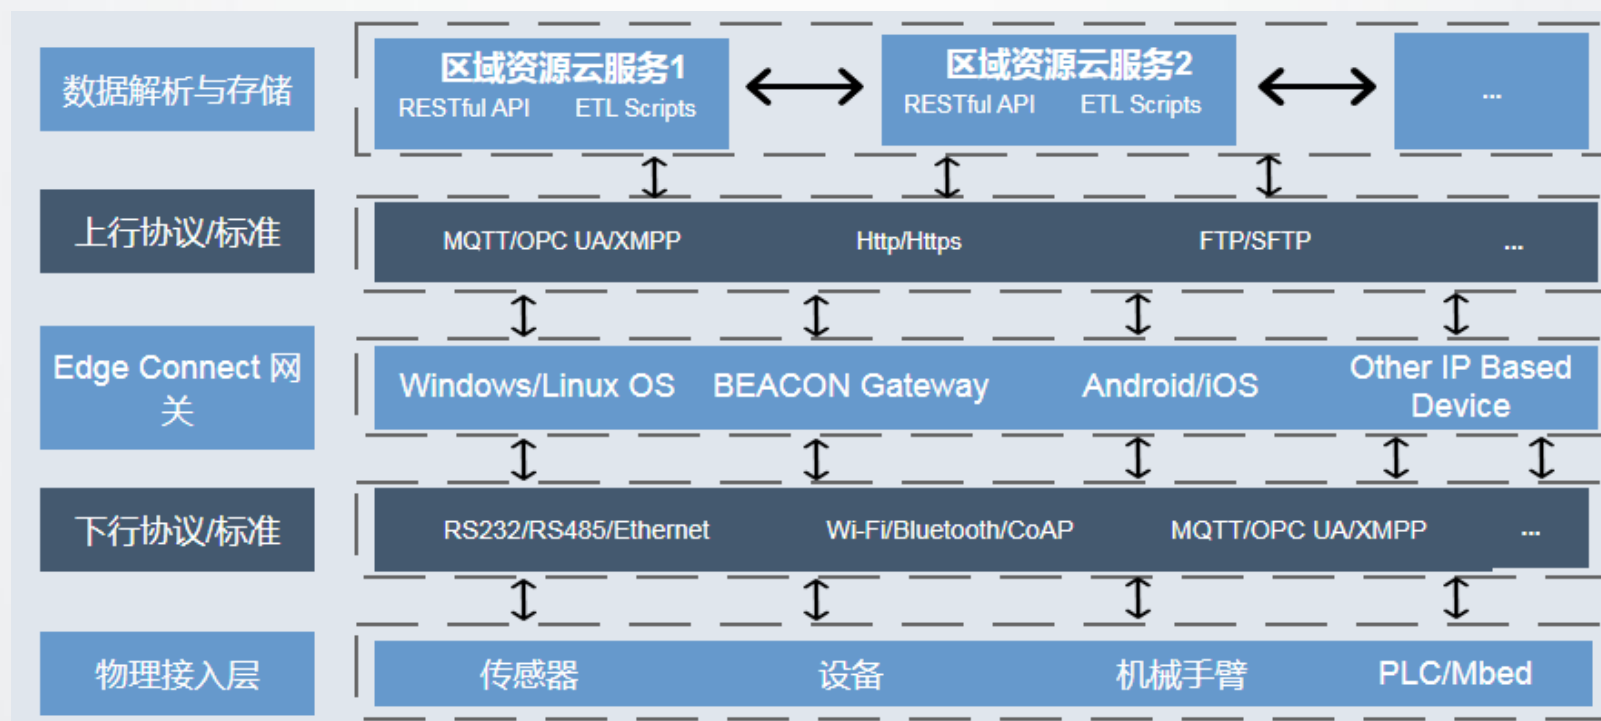 数据解析与存储
区域资源云服务1
RESTful API ETL Scripts
区域资源云服务2
RESTful API ETL Scripts
...
上行协议/标准
MQTT/OPC UA/XMPP Http/Https FTP/SFTP ...
Edge Connect 网
关
Windows/Linux OS BEACON Gateway Android/iOS Other IP Based
Device
下行协议/标准
RS232/RS485/Ethernet Wi-Fi/Bluetooth/CoAP MQTT/OPC UA/XMPP ...
物理接入层
传感器 设备 机械手臂 PLC/Mbed